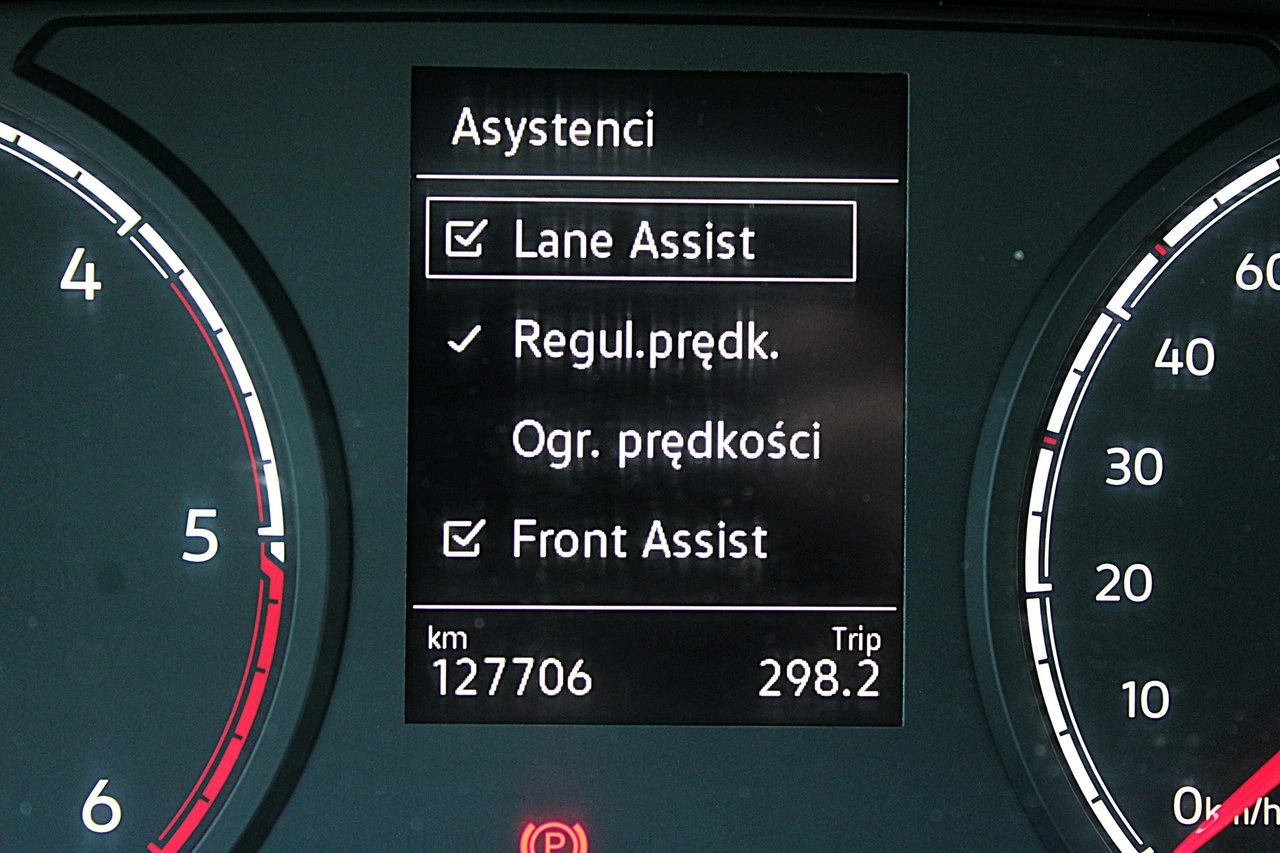 Asystenci
Lane Assist
Regul.prędk.
Ogr. prędkości
Front Assist
km Trip
127706 298.2
4
5
6
60
40
30
20
10
0km/h
P